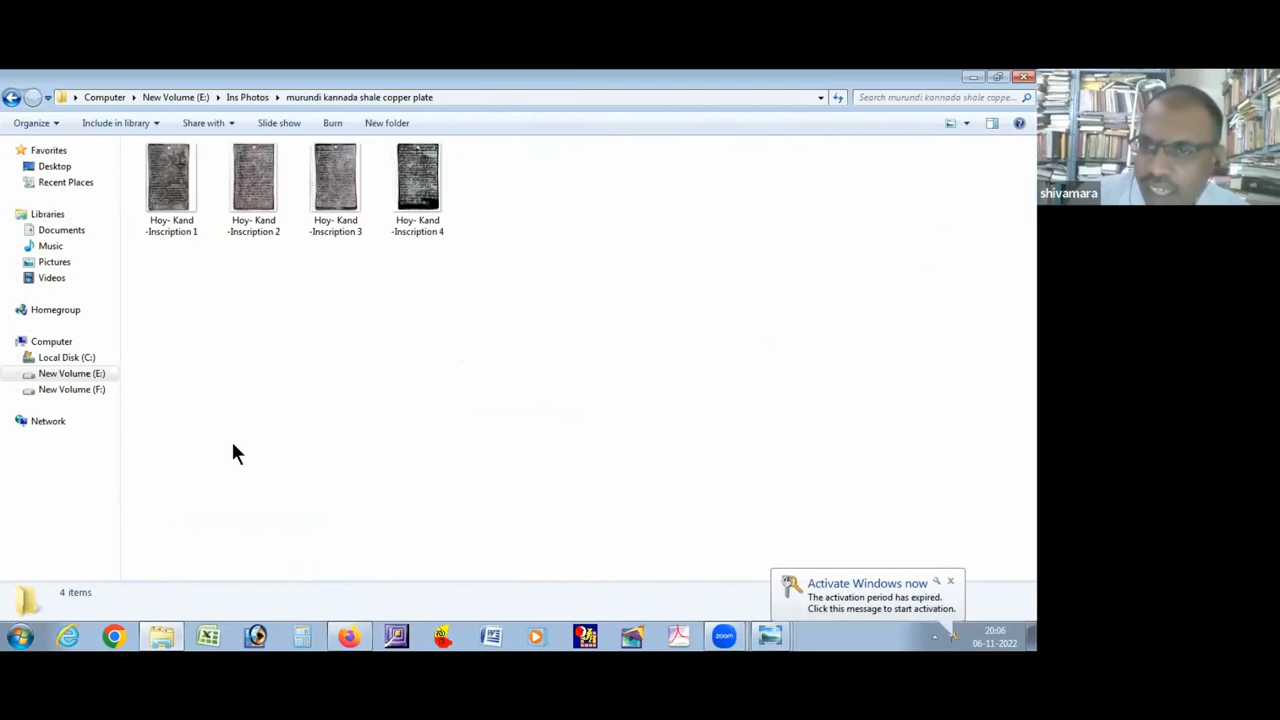 Computer ▸ New Volume (E:) ▸ Ins Photos ▸ murundi kannada shale copper plate
Search murundi kannada shale coppe...
Organize Include in library Share with Slide show Burn New folder
Favorites
Desktop
Recent Places
Libraries
Documents
Music
Pictures
Videos
Homegroup
Computer
Local Disk (C:)
New Volume (E:)
New Volume (F:)
Network
Hoy- Kand
-Inscription 1
Hoy- Kand
-Inscription 2
Hoy- Kand
-Inscription 3
Hoy- Kand
-Inscription 4
shivamara
4 items
Activate Windows now
The activation period has expired.
Click this message to start activation.
zoom
20:06
06-11-2022